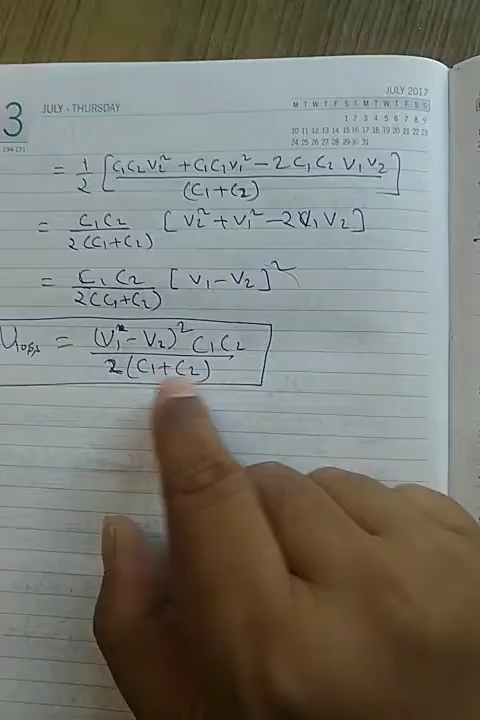 JULY 2017
3 JULY - THURSDAY
M T W T F S S M T W T F S S
1 2 3 4 5 6 7 8 9
10 11 12 13 14 15 16 17 18 19 20 21 22 23
24 25 26 27 28 29 30 31
194-171
= 1/2 [C₁C₂V₂² + C₁C₁V₁² - 2C₁C₂V₁V₂ / (C₁+C₂)]
= C₁C₂ / 2(C₁+C₂) [V₂² + V₁² - 2V₁V₂]
= C₁C₂ / 2(C₁+C₂) [V₁ - V₂]²
Uloss = (V₁ - V₂)² C₁C₂ / 2(C₁+C₂)